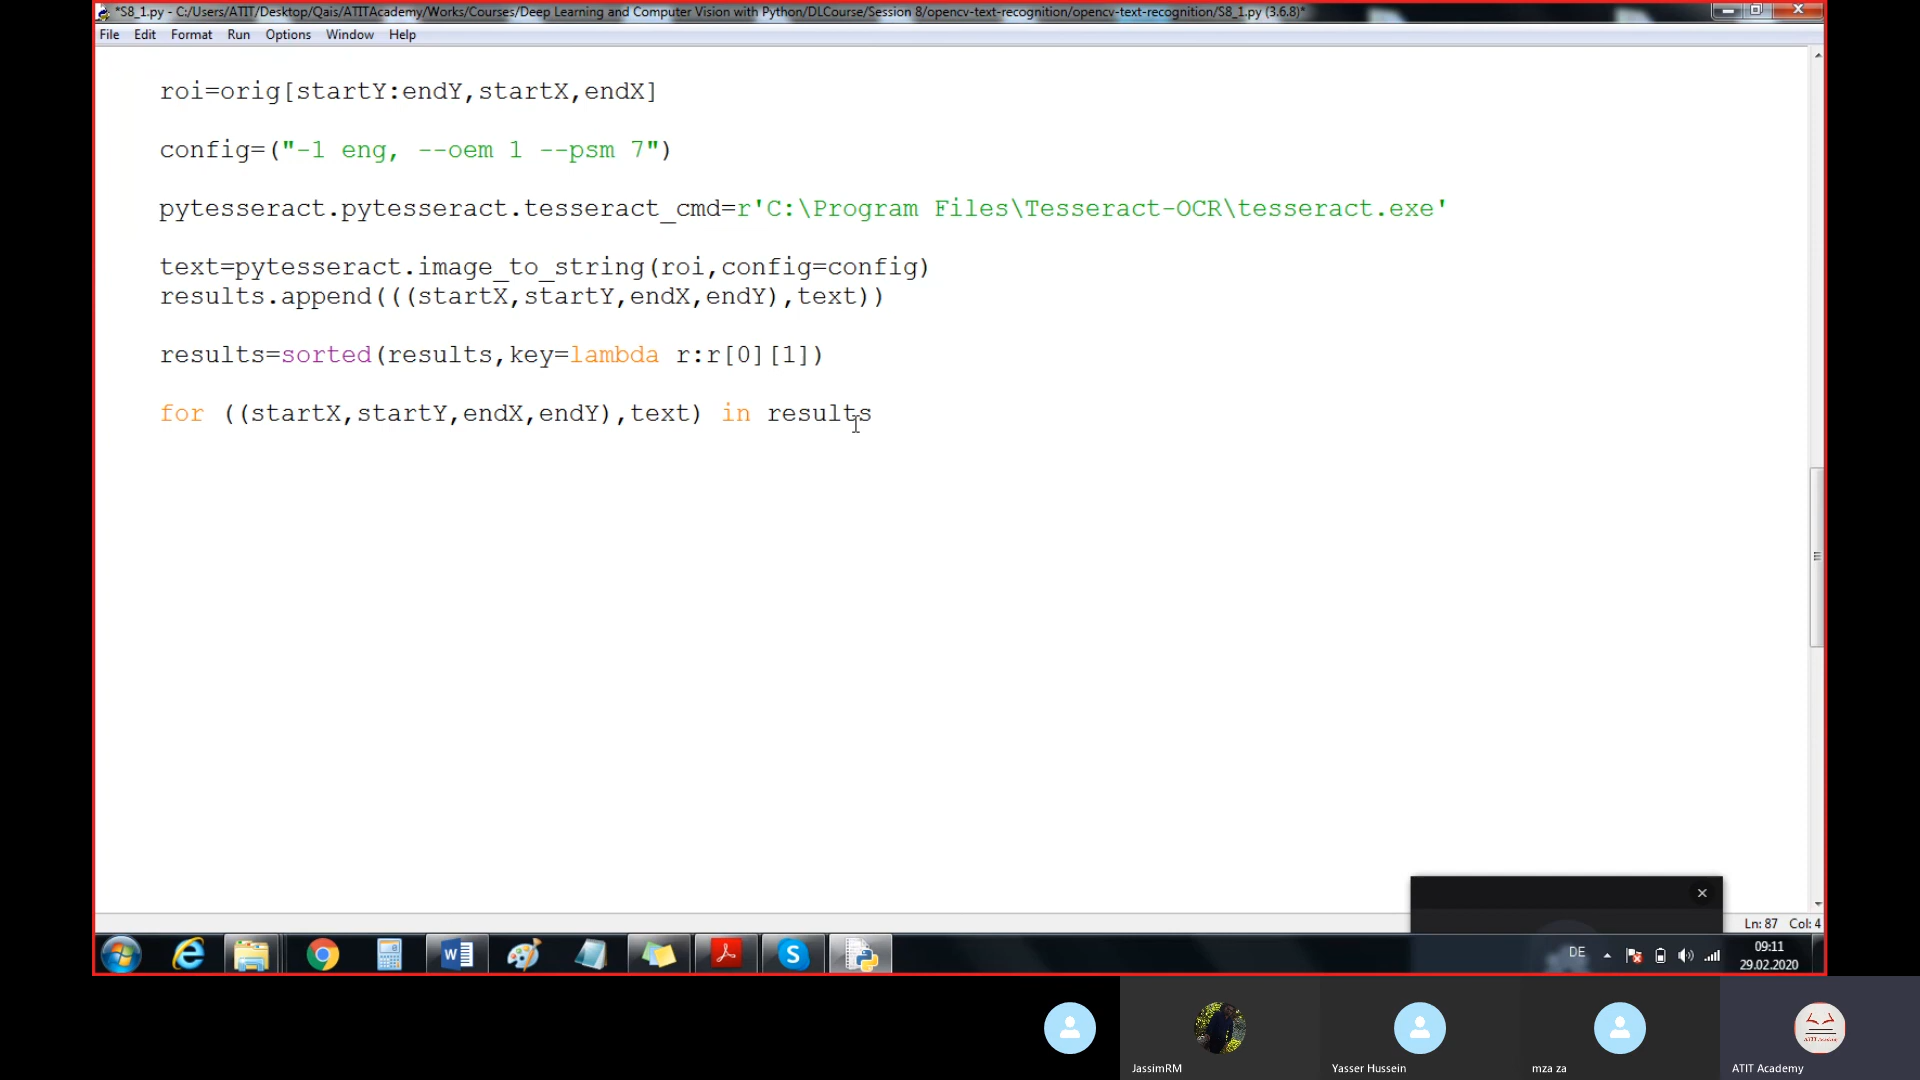 *S8_1.py - C:/Users/ATIT/Desktop/Qais/ATITAcademy/Works/Courses/Deep Learning and Computer Vision with Python/DLCourse/Session 8/opencv-text-recognition/opencv-text-recognition/S8_1.py (3.6.8)*
File Edit Format Run Options Window Help
roi=orig[startY:endY,startX,endX]
config=("-1 eng, --oem 1 --psm 7")
pytesseract.pytesseract.tesseract_cmd=r'C:\Program Files\Tesseract-OCR\tesseract.exe'
text=pytesseract.image_to_string(roi,config=config)
results.append(((startX,startY,endX,endY),text))
results=sorted(results,key=lambda r:r[0][1])
for ((startX,startY,endX,endY),text) in results
Ln: 87 Col: 4
DE
09:11
29.02.2020
JassimRM
Yasser Hussein
mza za
ATIT Academy